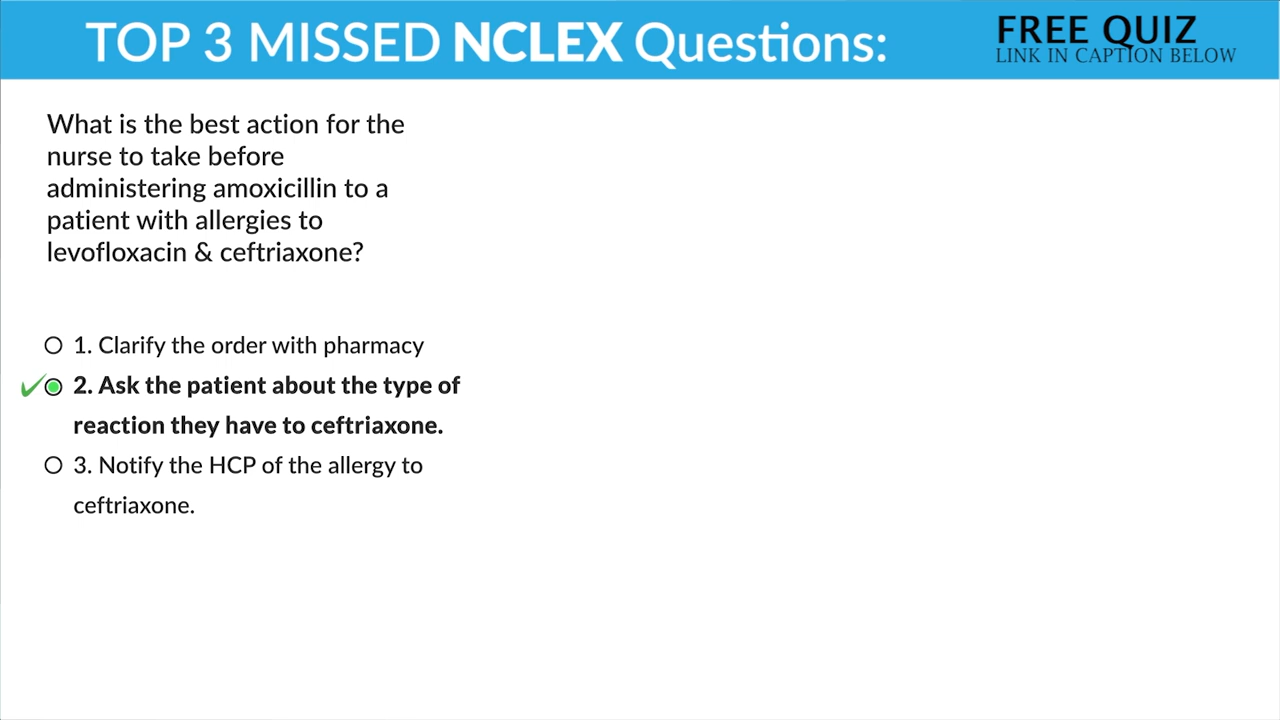 TOP 3 MISSED NCLEX Questions:
FREE QUIZ
LINK IN CAPTION BELOW
What is the best action for the
nurse to take before
administering amoxicillin to a
patient with allergies to
levofloxacin & ceftriaxone?
1. Clarify the order with pharmacy
2. Ask the patient about the type of
reaction they have to ceftriaxone.
3. Notify the HCP of the allergy to
ceftriaxone.